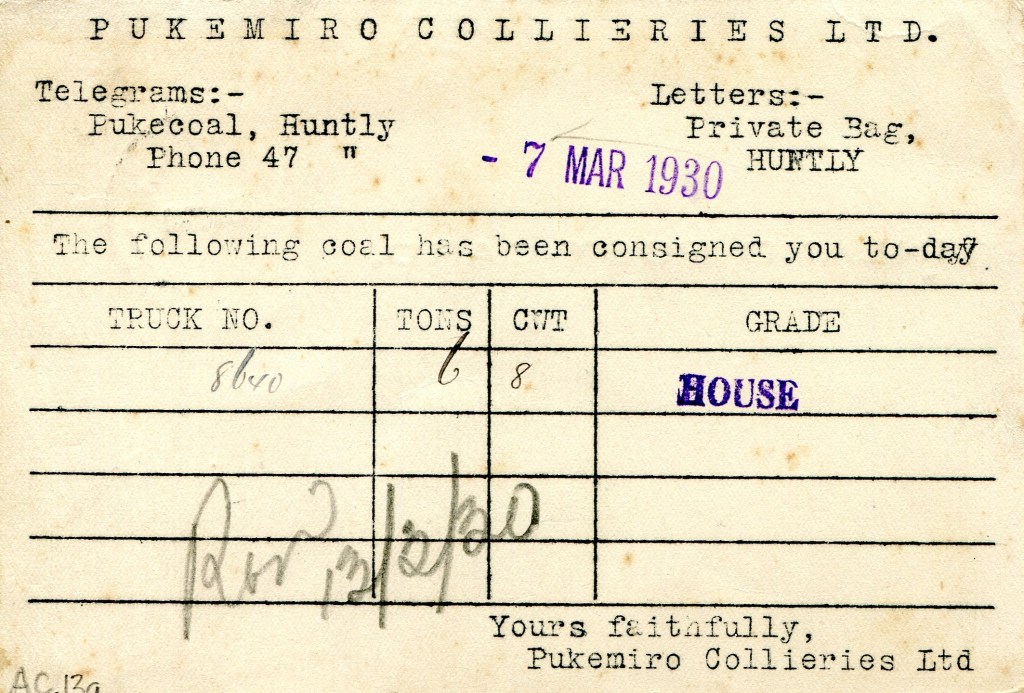 PUKEMIRO COLLIERIES LTD.
Telegrams:- Letters:-
Pukecoal, Huntly Private Bag,
Phone 47 " HUNTLY
- 7 MAR 1930
The following coal has been consigned you to-day
TRUCK NO. TONS CWT GRADE
8640 6 8 HOUSE
13/3/30
Yours faithfully,
Pukemiro Collieries Ltd
AC.13a